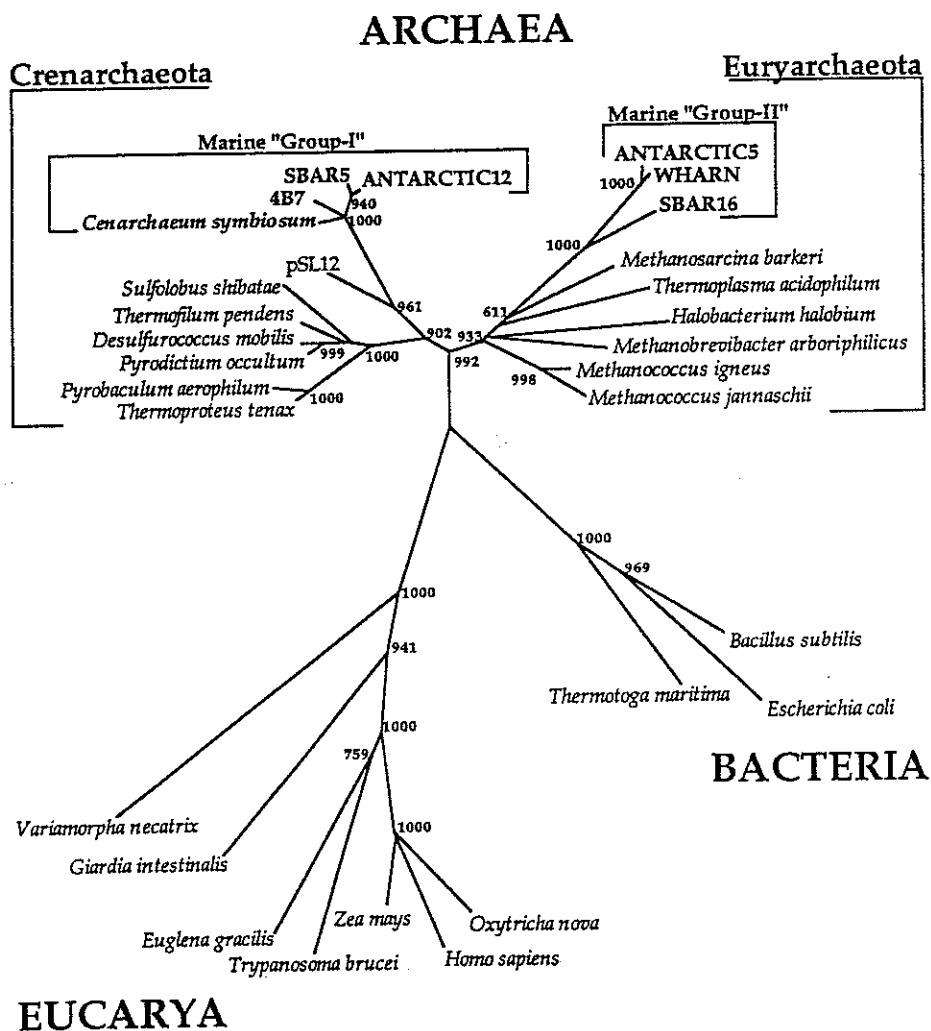 ARCHAEA
Crenarchaeota
Euryarchaeota
Marine "Group-I"
Marine "Group-II"
SBAR5
ANTARCTIC12
4B7
940
Cenarchaeum symbiosum
1000
ANTARCTIC5
1000
WHARN
SBAR16
1000
pSL12
961
Sulfolobus shibatae
Thermofilum pendens
Desulfurococcus mobilis
Pyrodictium occultum
999
1000
Pyrobaculum aerophilum
1000
Thermoproteus tenax
902
933
992
611
Methanosarcina barkeri
Thermoplasma acidophilum
Halobacterium halobium
Methanobrevibacter arboriphilicus
Methanococcus igneus
998
Methanococcus jannaschii
1000
969
Bacillus subtilis
Thermotoga maritima
Escherichia coli
BACTERIA
1000
941
1000
759
1000
Variamorpha necatrix
Giardia intestinalis
Euglena gracilis
Trypanosoma brucei
Zea mays
Oxytricha nova
Homo sapiens
EUCARYA